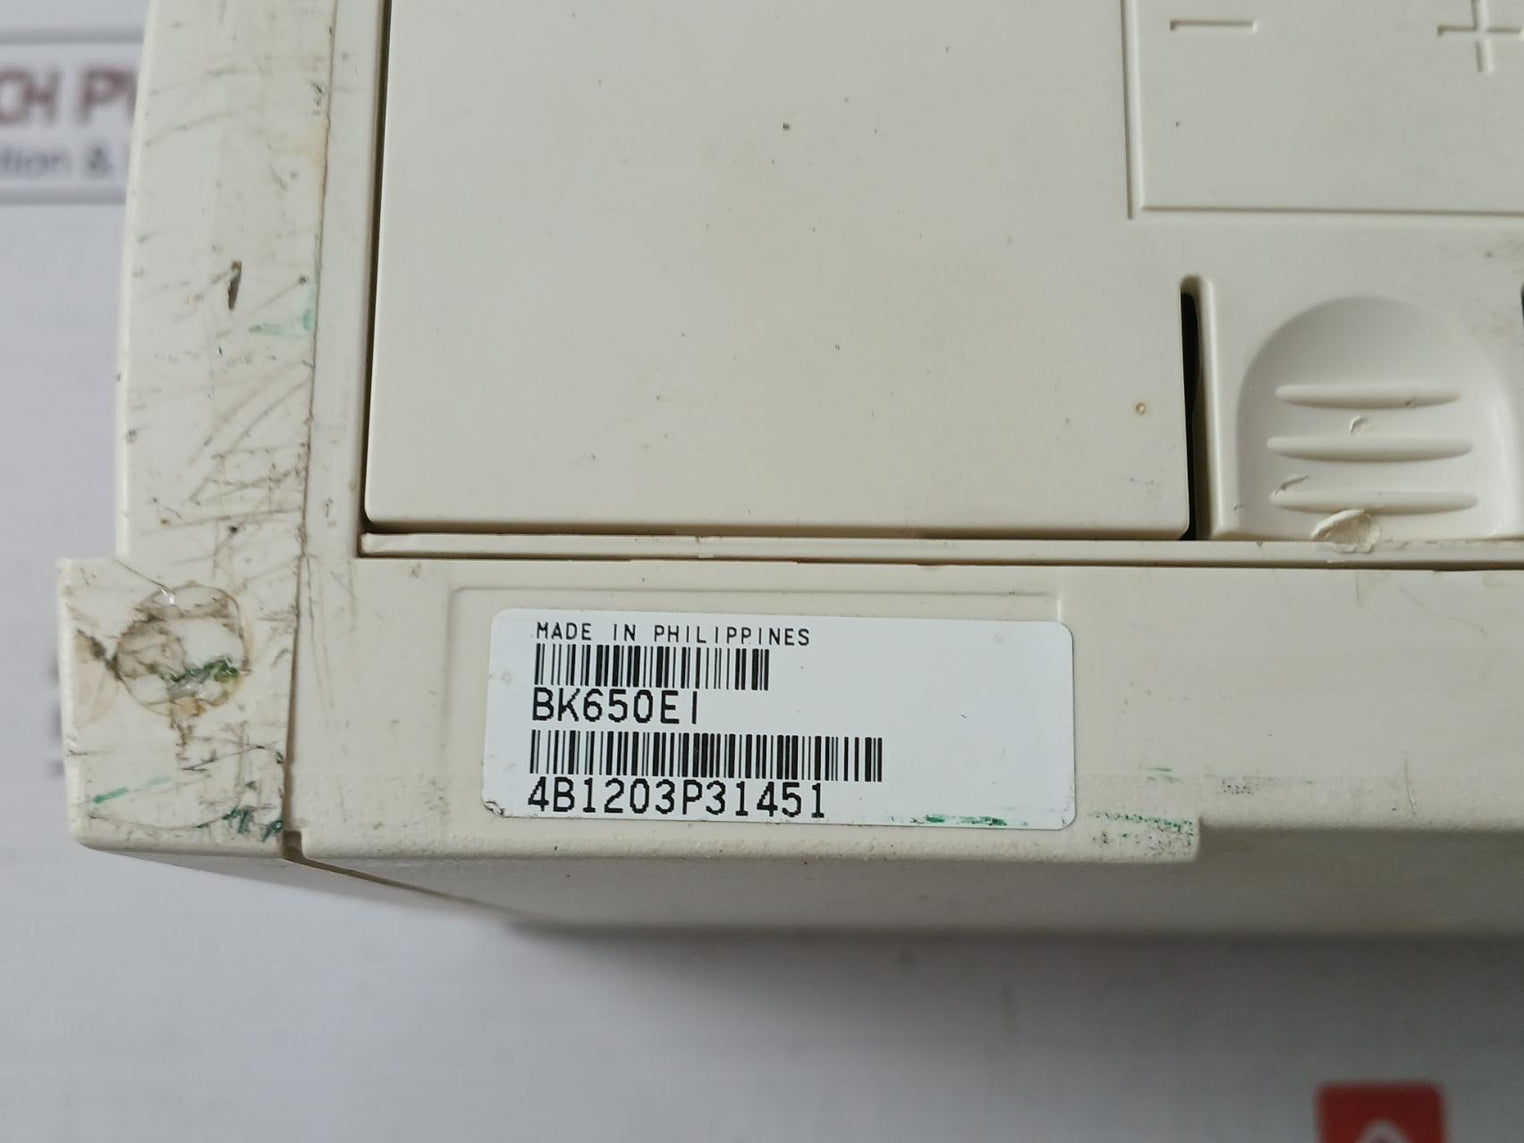 MADE IN PHILIPPINES
BK650EI
4B1203P31451